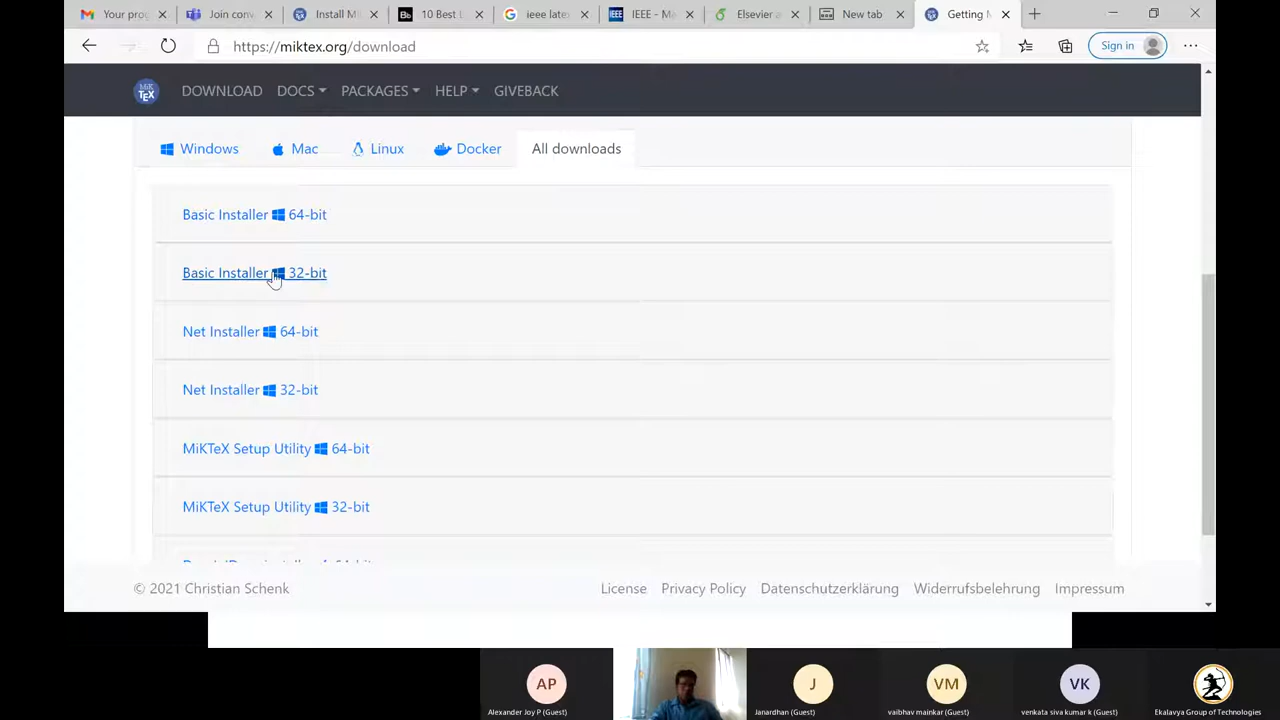 Your prog
Join conv
Install Mi
10 Best L
ieee late
IEEE - M
Elsevier a
New tab
Getting M
https://miktex.org/download
Sign in
MiK TEX DOWNLOAD DOCS PACKAGES HELP GIVEBACK
Windows Mac Linux Docker All downloads
Basic Installer 64-bit
Basic Installer 32-bit
Net Installer 64-bit
Net Installer 32-bit
MiKTeX Setup Utility 64-bit
MiKTeX Setup Utility 32-bit
© 2021 Christian Schenk License Privacy Policy Datenschutzerklärung Widerrufsbelehrung Impressum
AP J VM VK
Alexander Joy P (Guest) Janardhan (Guest) vaibhav mainkar (Guest) venkata siva kumar k (Guest) Ekalavya Group of Technologies